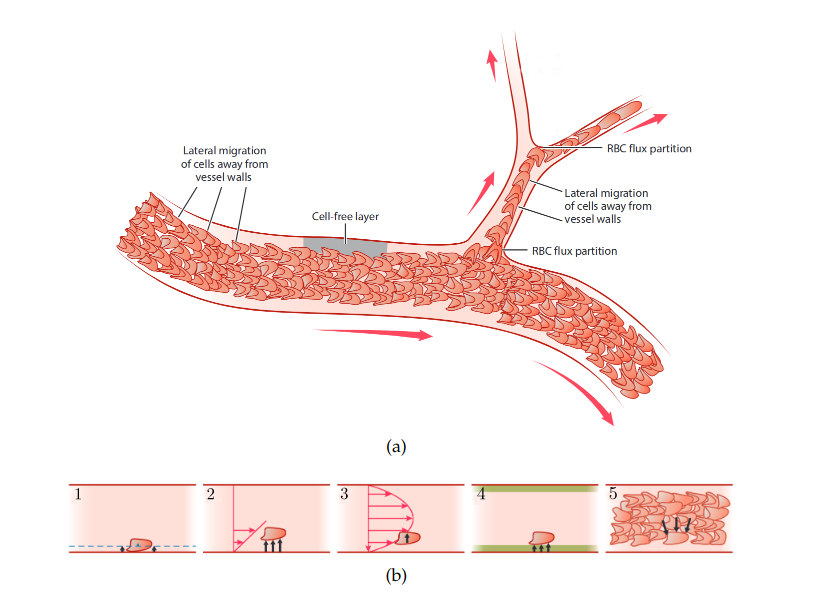 Lateral migration
of cells away from
vessel walls
Cell-free layer
RBC flux partition
Lateral migration
of cells away from
vessel walls
RBC flux partition
(a)
1
2
3
4
5
(b)